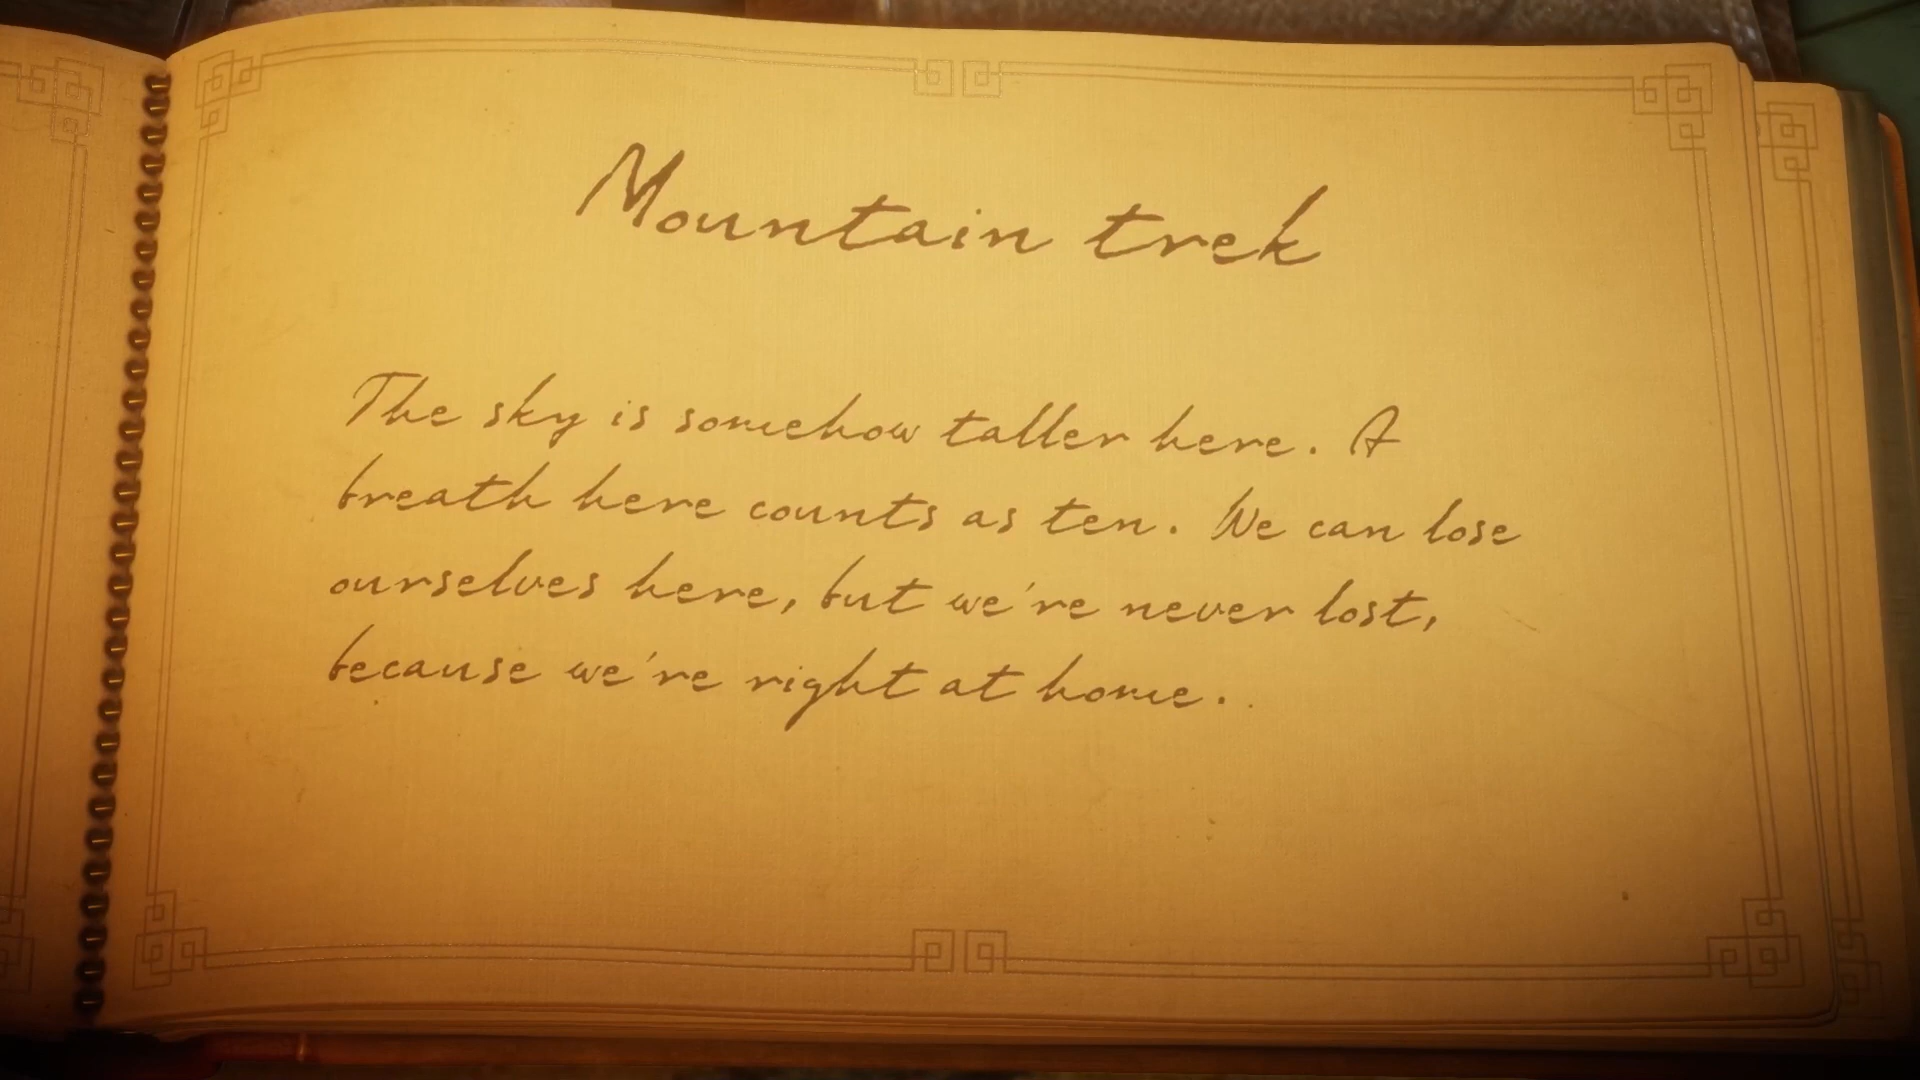 Mountain trek
The sky is somehow taller here. A
breath here counts as ten. We can lose
ourselves here, but we're never lost,
because we're right at home.